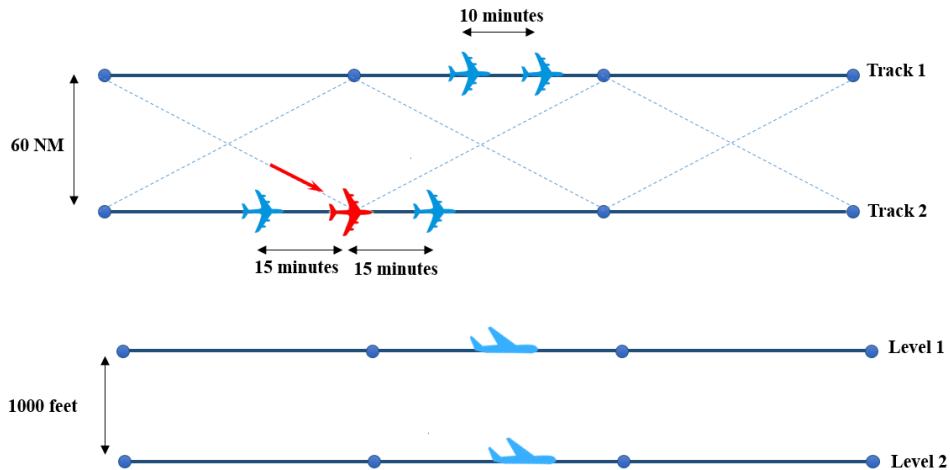 10 minutes
Track 1
60 NM
Track 2
15 minutes
15 minutes
Level 1
1000 feet
Level 2